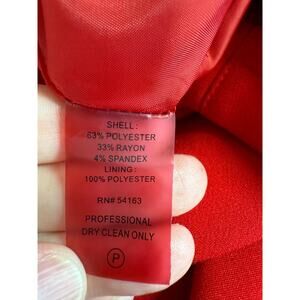 SHELL:
63% POLYESTER
33% RAYON
4% SPANDEX
LINING:
100% POLYESTER
RN# 54163
PROFESSIONAL
DRY CLEAN ONLY
P